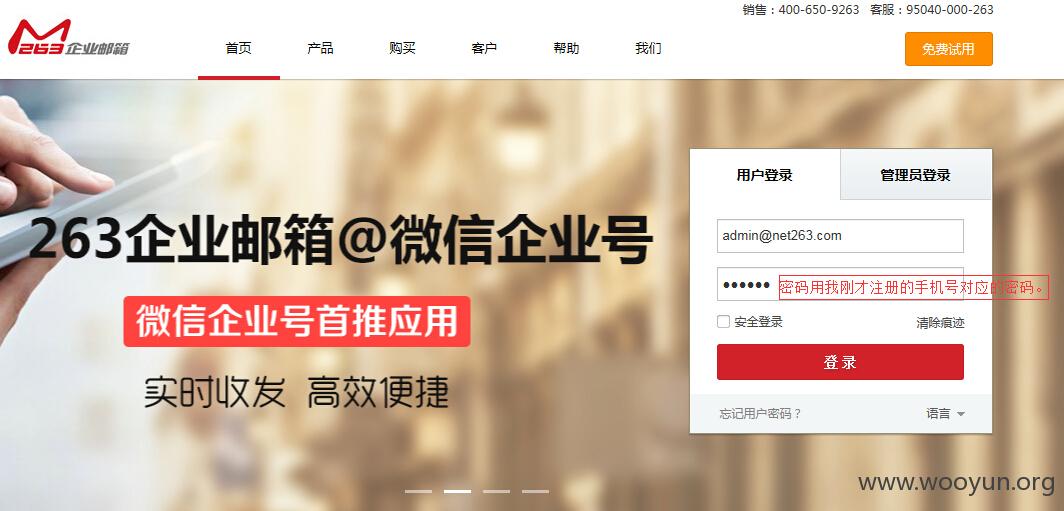 销售：400-650-9263 客服：95040-000-263
263企业邮箱
首页 产品 购买 客户 帮助 我们
免费试用
用户登录 管理员登录
admin@net263.com
•••••• 密码用我刚才注册的手机号对应的密码。
安全登录 清除痕迹
登 录
忘记用户密码？ 语言
263企业邮箱@微信企业号
微信企业号首推应用
实时收发 高效便捷
www.wooyun.org